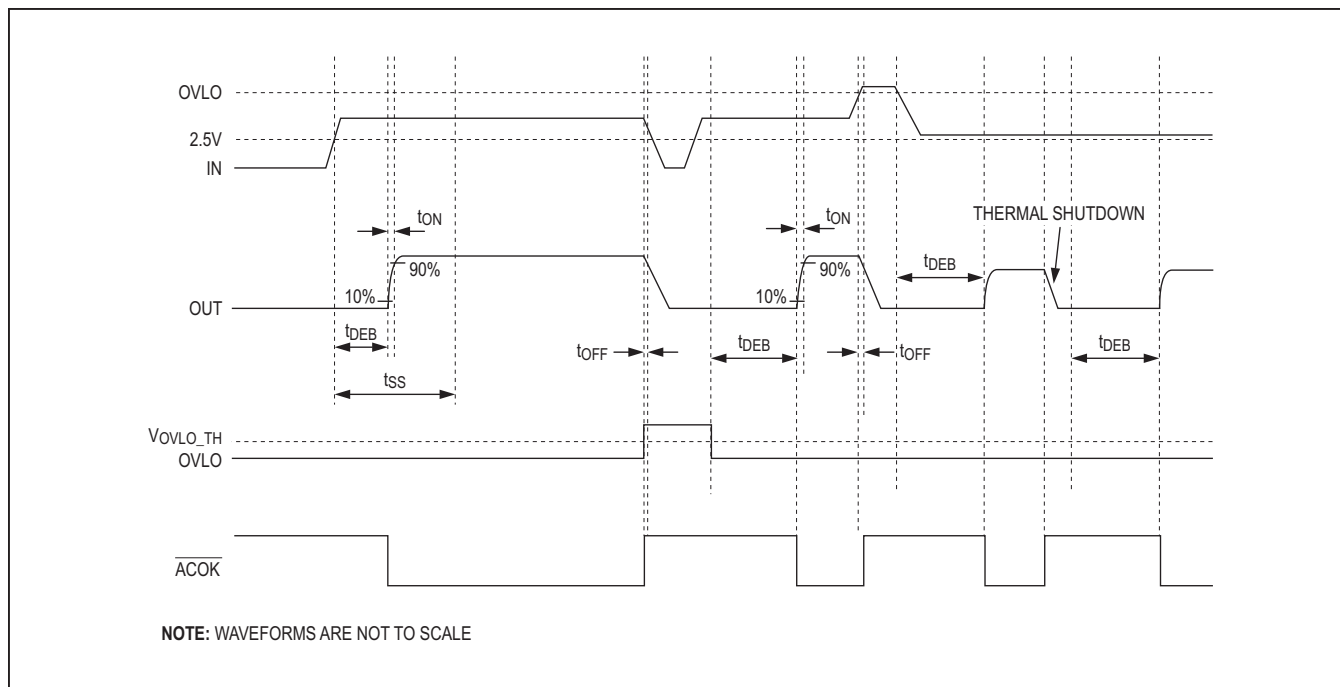 OVLO
2.5V
IN
tON
tON
THERMAL SHUTDOWN
90%
90%
tDEB
10%
10%
OUT
tDEB
tOFF
tDEB
tOFF
tDEB
tSS
VOVLO_TH
OVLO
ACOK
NOTE: WAVEFORMS ARE NOT TO SCALE